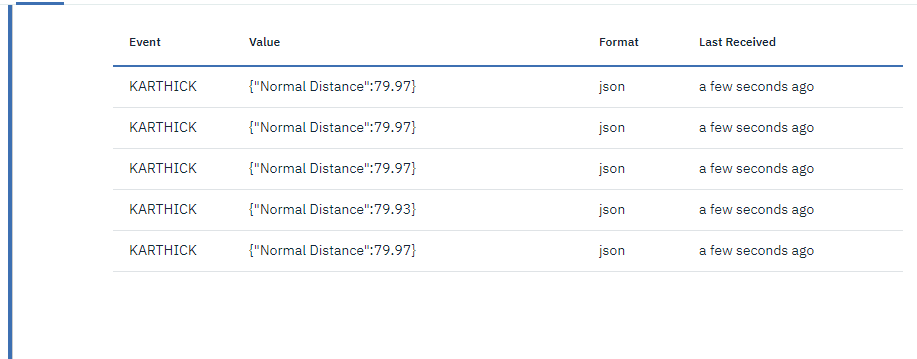 Event Value Format Last Received
KARTHICK {"Normal Distance":79.97} json a few seconds ago
KARTHICK {"Normal Distance":79.97} json a few seconds ago
KARTHICK {"Normal Distance":79.97} json a few seconds ago
KARTHICK {"Normal Distance":79.93} json a few seconds ago
KARTHICK {"Normal Distance":79.97} json a few seconds ago